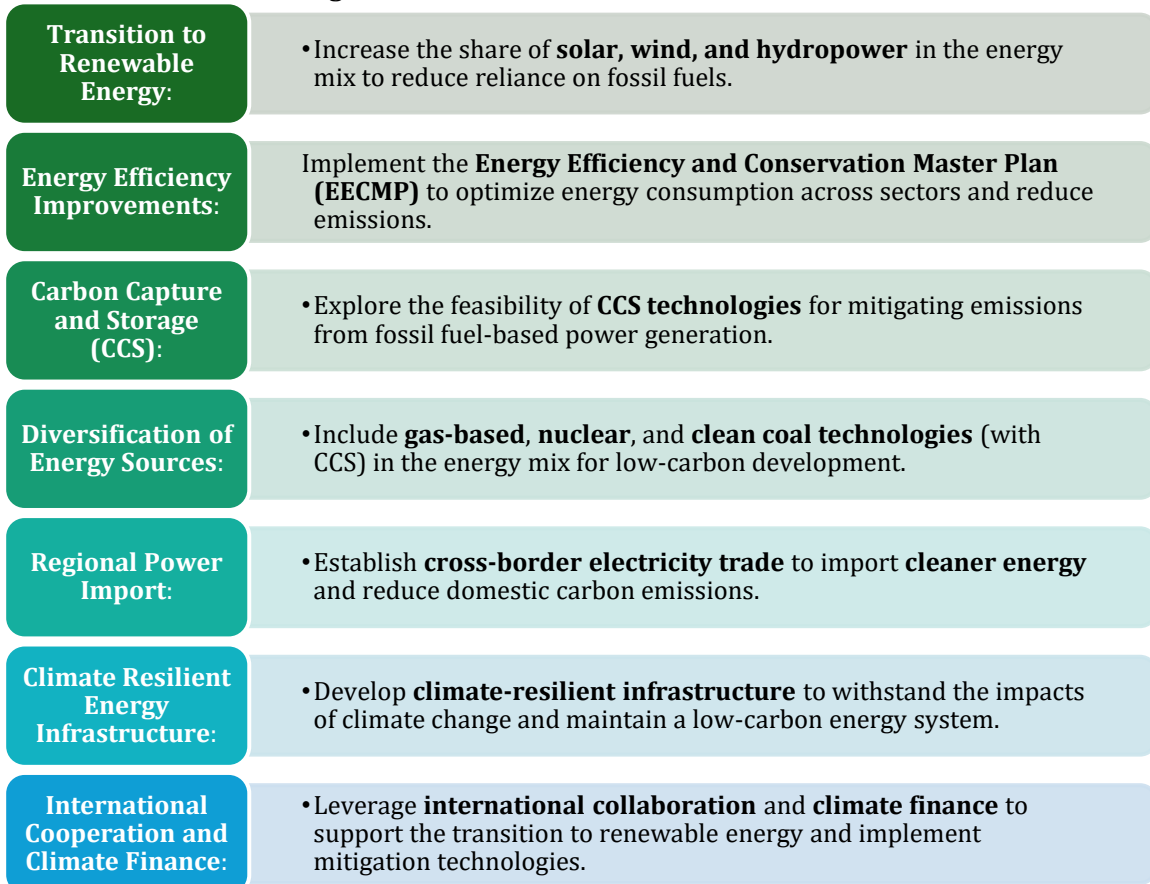 Transition to
Renewable
Energy:
•Increase the share of solar, wind, and hydropower in the energy
mix to reduce reliance on fossil fuels.
Energy Efficiency
Improvements:
Implement the Energy Efficiency and Conservation Master Plan
(EECMP) to optimize energy consumption across sectors and reduce
emissions.
Carbon Capture
and Storage
(CCS):
•Explore the feasibility of CCS technologies for mitigating emissions
from fossil fuel-based power generation.
Diversification of
Energy Sources:
•Include gas-based, nuclear, and clean coal technologies (with
CCS) in the energy mix for low-carbon development.
Regional Power
Import:
•Establish cross-border electricity trade to import cleaner energy
and reduce domestic carbon emissions.
Climate Resilient
Energy
Infrastructure:
•Develop climate-resilient infrastructure to withstand the impacts
of climate change and maintain a low-carbon energy system.
International
Cooperation and
Climate Finance:
•Leverage international collaboration and climate finance to
support the transition to renewable energy and implement
mitigation technologies.